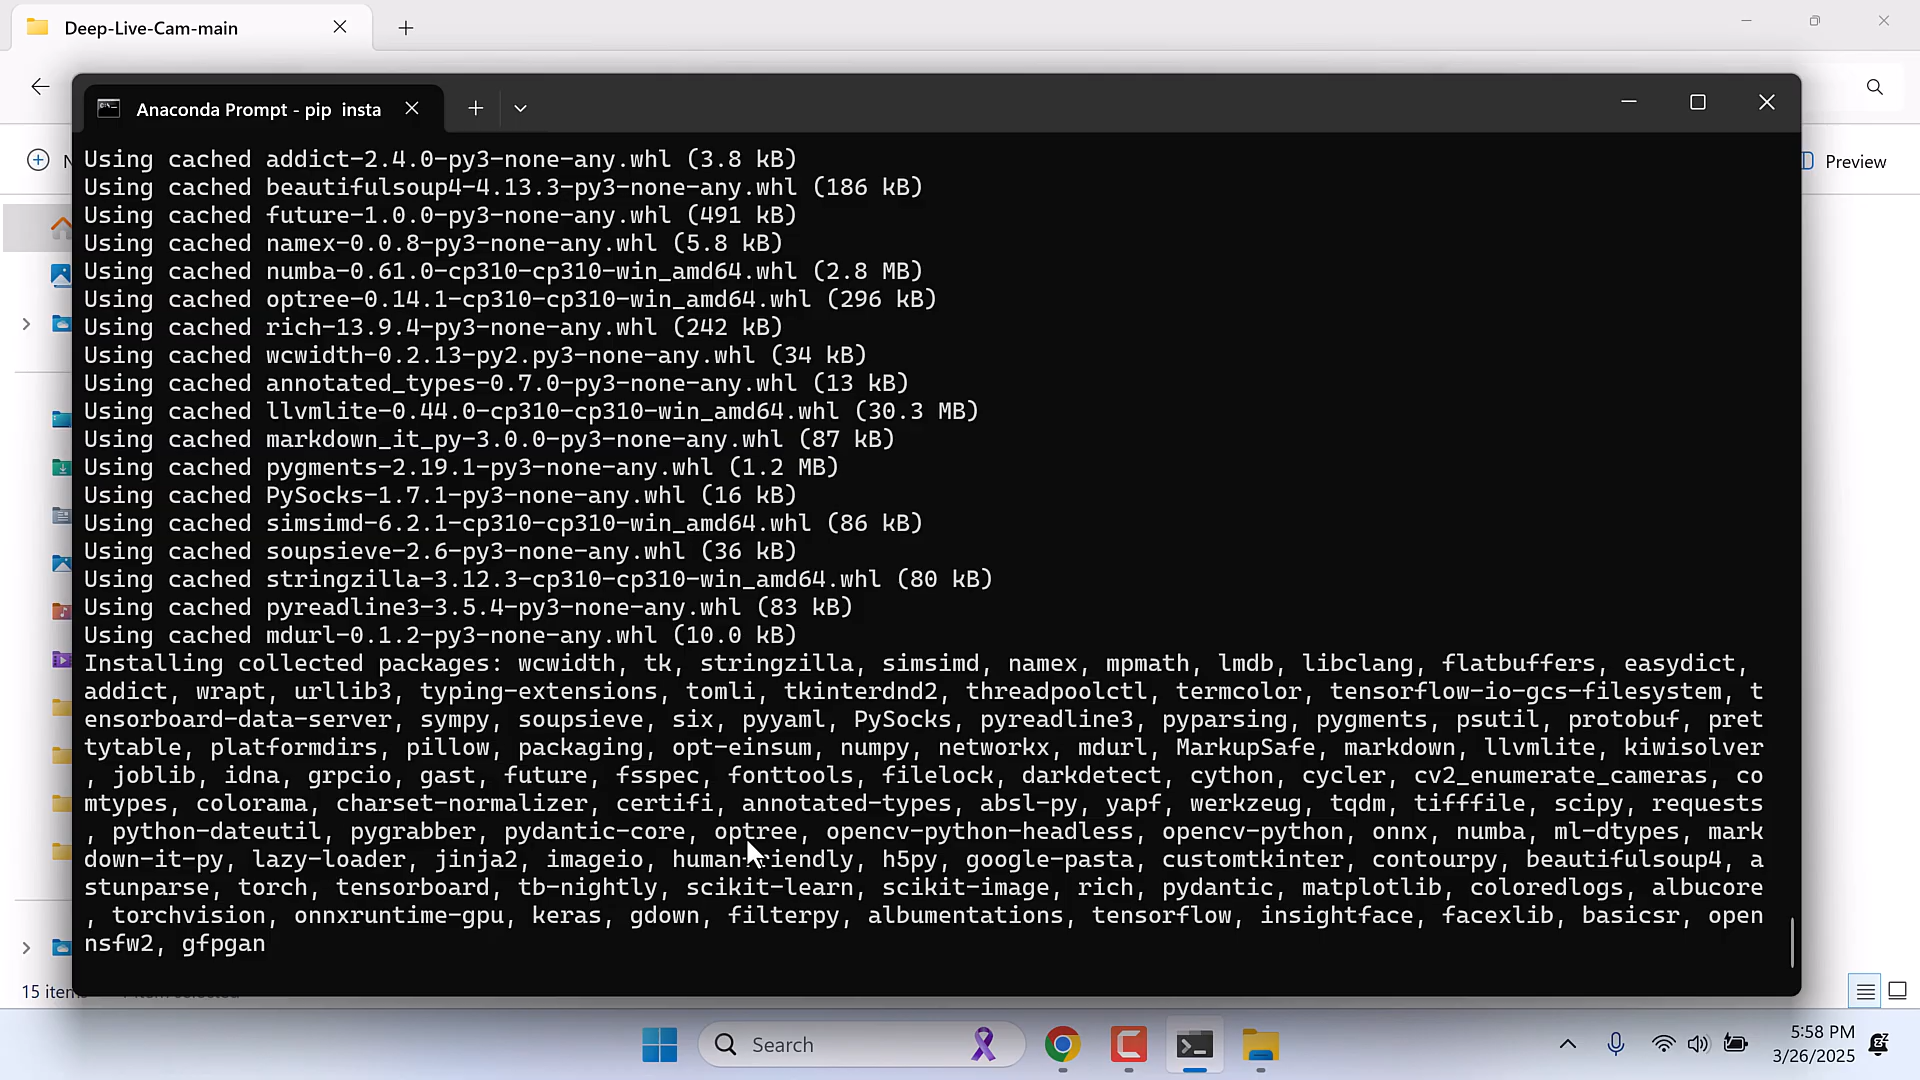 Deep-Live-Cam-main
Anaconda Prompt - pip  insta
Preview
Using cached addict-2.4.0-py3-none-any.whl (3.8 kB)
Using cached beautifulsoup4-4.13.3-py3-none-any.whl (186 kB)
Using cached future-1.0.0-py3-none-any.whl (491 kB)
Using cached namex-0.0.8-py3-none-any.whl (5.8 kB)
Using cached numba-0.61.0-cp310-cp310-win_amd64.whl (2.8 MB)
Using cached optree-0.14.1-cp310-cp310-win_amd64.whl (296 kB)
Using cached rich-13.9.4-py3-none-any.whl (242 kB)
Using cached wcwidth-0.2.13-py2.py3-none-any.whl (34 kB)
Using cached annotated_types-0.7.0-py3-none-any.whl (13 kB)
Using cached llvmlite-0.44.0-cp310-cp310-win_amd64.whl (30.3 MB)
Using cached markdown_it_py-3.0.0-py3-none-any.whl (87 kB)
Using cached pygments-2.19.1-py3-none-any.whl (1.2 MB)
Using cached PySocks-1.7.1-py3-none-any.whl (16 kB)
Using cached simsimd-6.2.1-cp310-cp310-win_amd64.whl (86 kB)
Using cached soupsieve-2.6-py3-none-any.whl (36 kB)
Using cached stringzilla-3.12.3-cp310-cp310-win_amd64.whl (80 kB)
Using cached pyreadline3-3.5.4-py3-none-any.whl (83 kB)
Using cached mdurl-0.1.2-py3-none-any.whl (10.0 kB)
Installing collected packages: wcwidth, tk, stringzilla, simsimd, namex, mpmath, lmdb, libclang, flatbuffers, easydict,
addict, wrapt, urllib3, typing-extensions, tomli, tkinterdnd2, threadpoolctl, termcolor, tensorflow-io-gcs-filesystem, t
ensorboard-data-server, sympy, soupsieve, six, pyyaml, PySocks, pyreadline3, pyparsing, pygments, psutil, protobuf, pret
tytable, platformdirs, pillow, packaging, opt-einsum, numpy, networkx, mdurl, MarkupSafe, markdown, llvmlite, kiwisolver
, joblib, idna, grpcio, gast, future, fsspec, fonttools, filelock, darkdetect, cython, cycler, cv2_enumerate_cameras, co
mtypes, colorama, charset-normalizer, certifi, annotated-types, absl-py, yapf, werkzeug, tqdm, tifffile, scipy, requests
, python-dateutil, pygrabber, pydantic-core, optree, opencv-python-headless, opencv-python, onnx, numba, ml-dtypes, mark
down-it-py, lazy-loader, jinja2, imageio, humanfriendly, h5py, google-pasta, customtkinter, contourpy, beautifulsoup4, a
stunparse, torch, tensorboard, tb-nightly, scikit-learn, scikit-image, rich, pydantic, matplotlib, coloredlogs, albucore
, torchvision, onnxruntime-gpu, keras, gdown, filterpy, albumentations, tensorflow, insightface, facexlib, basicsr, open
nsfw2, gfpgan
15 item
Search
5:58 PM
3/26/2025